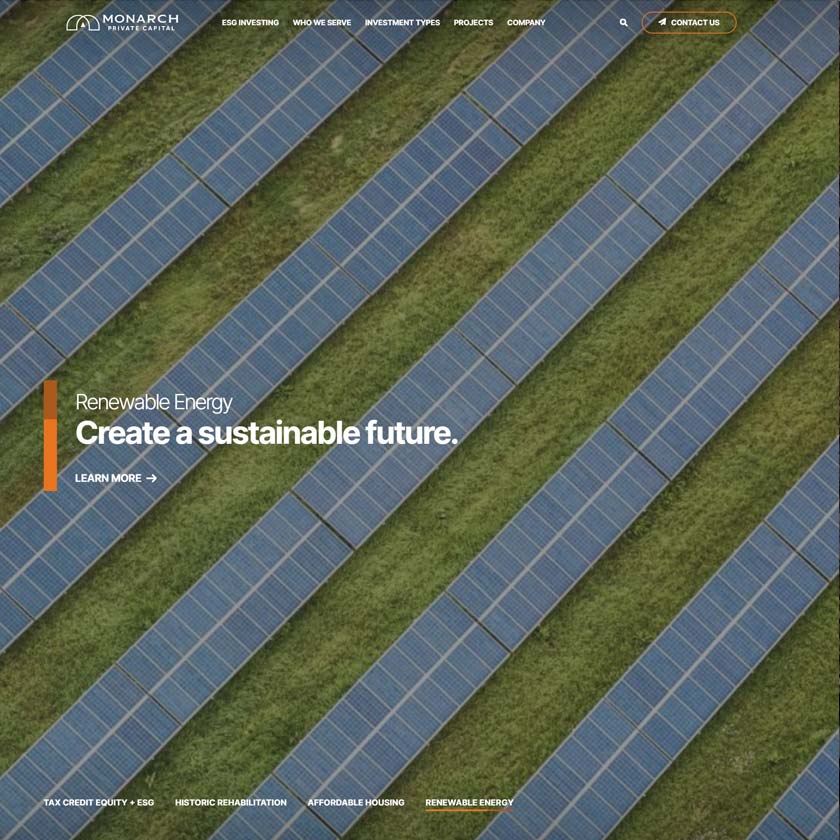 MONARCH
PRIVATE CAPITAL
ESG INVESTING WHO WE SERVE INVESTMENT TYPES PROJECTS COMPANY CONTACT US
Renewable Energy
Create a sustainable future.
LEARN MORE →
TAX CREDIT EQUITY + ESG HISTORIC REHABILITATION AFFORDABLE HOUSING RENEWABLE ENERGY